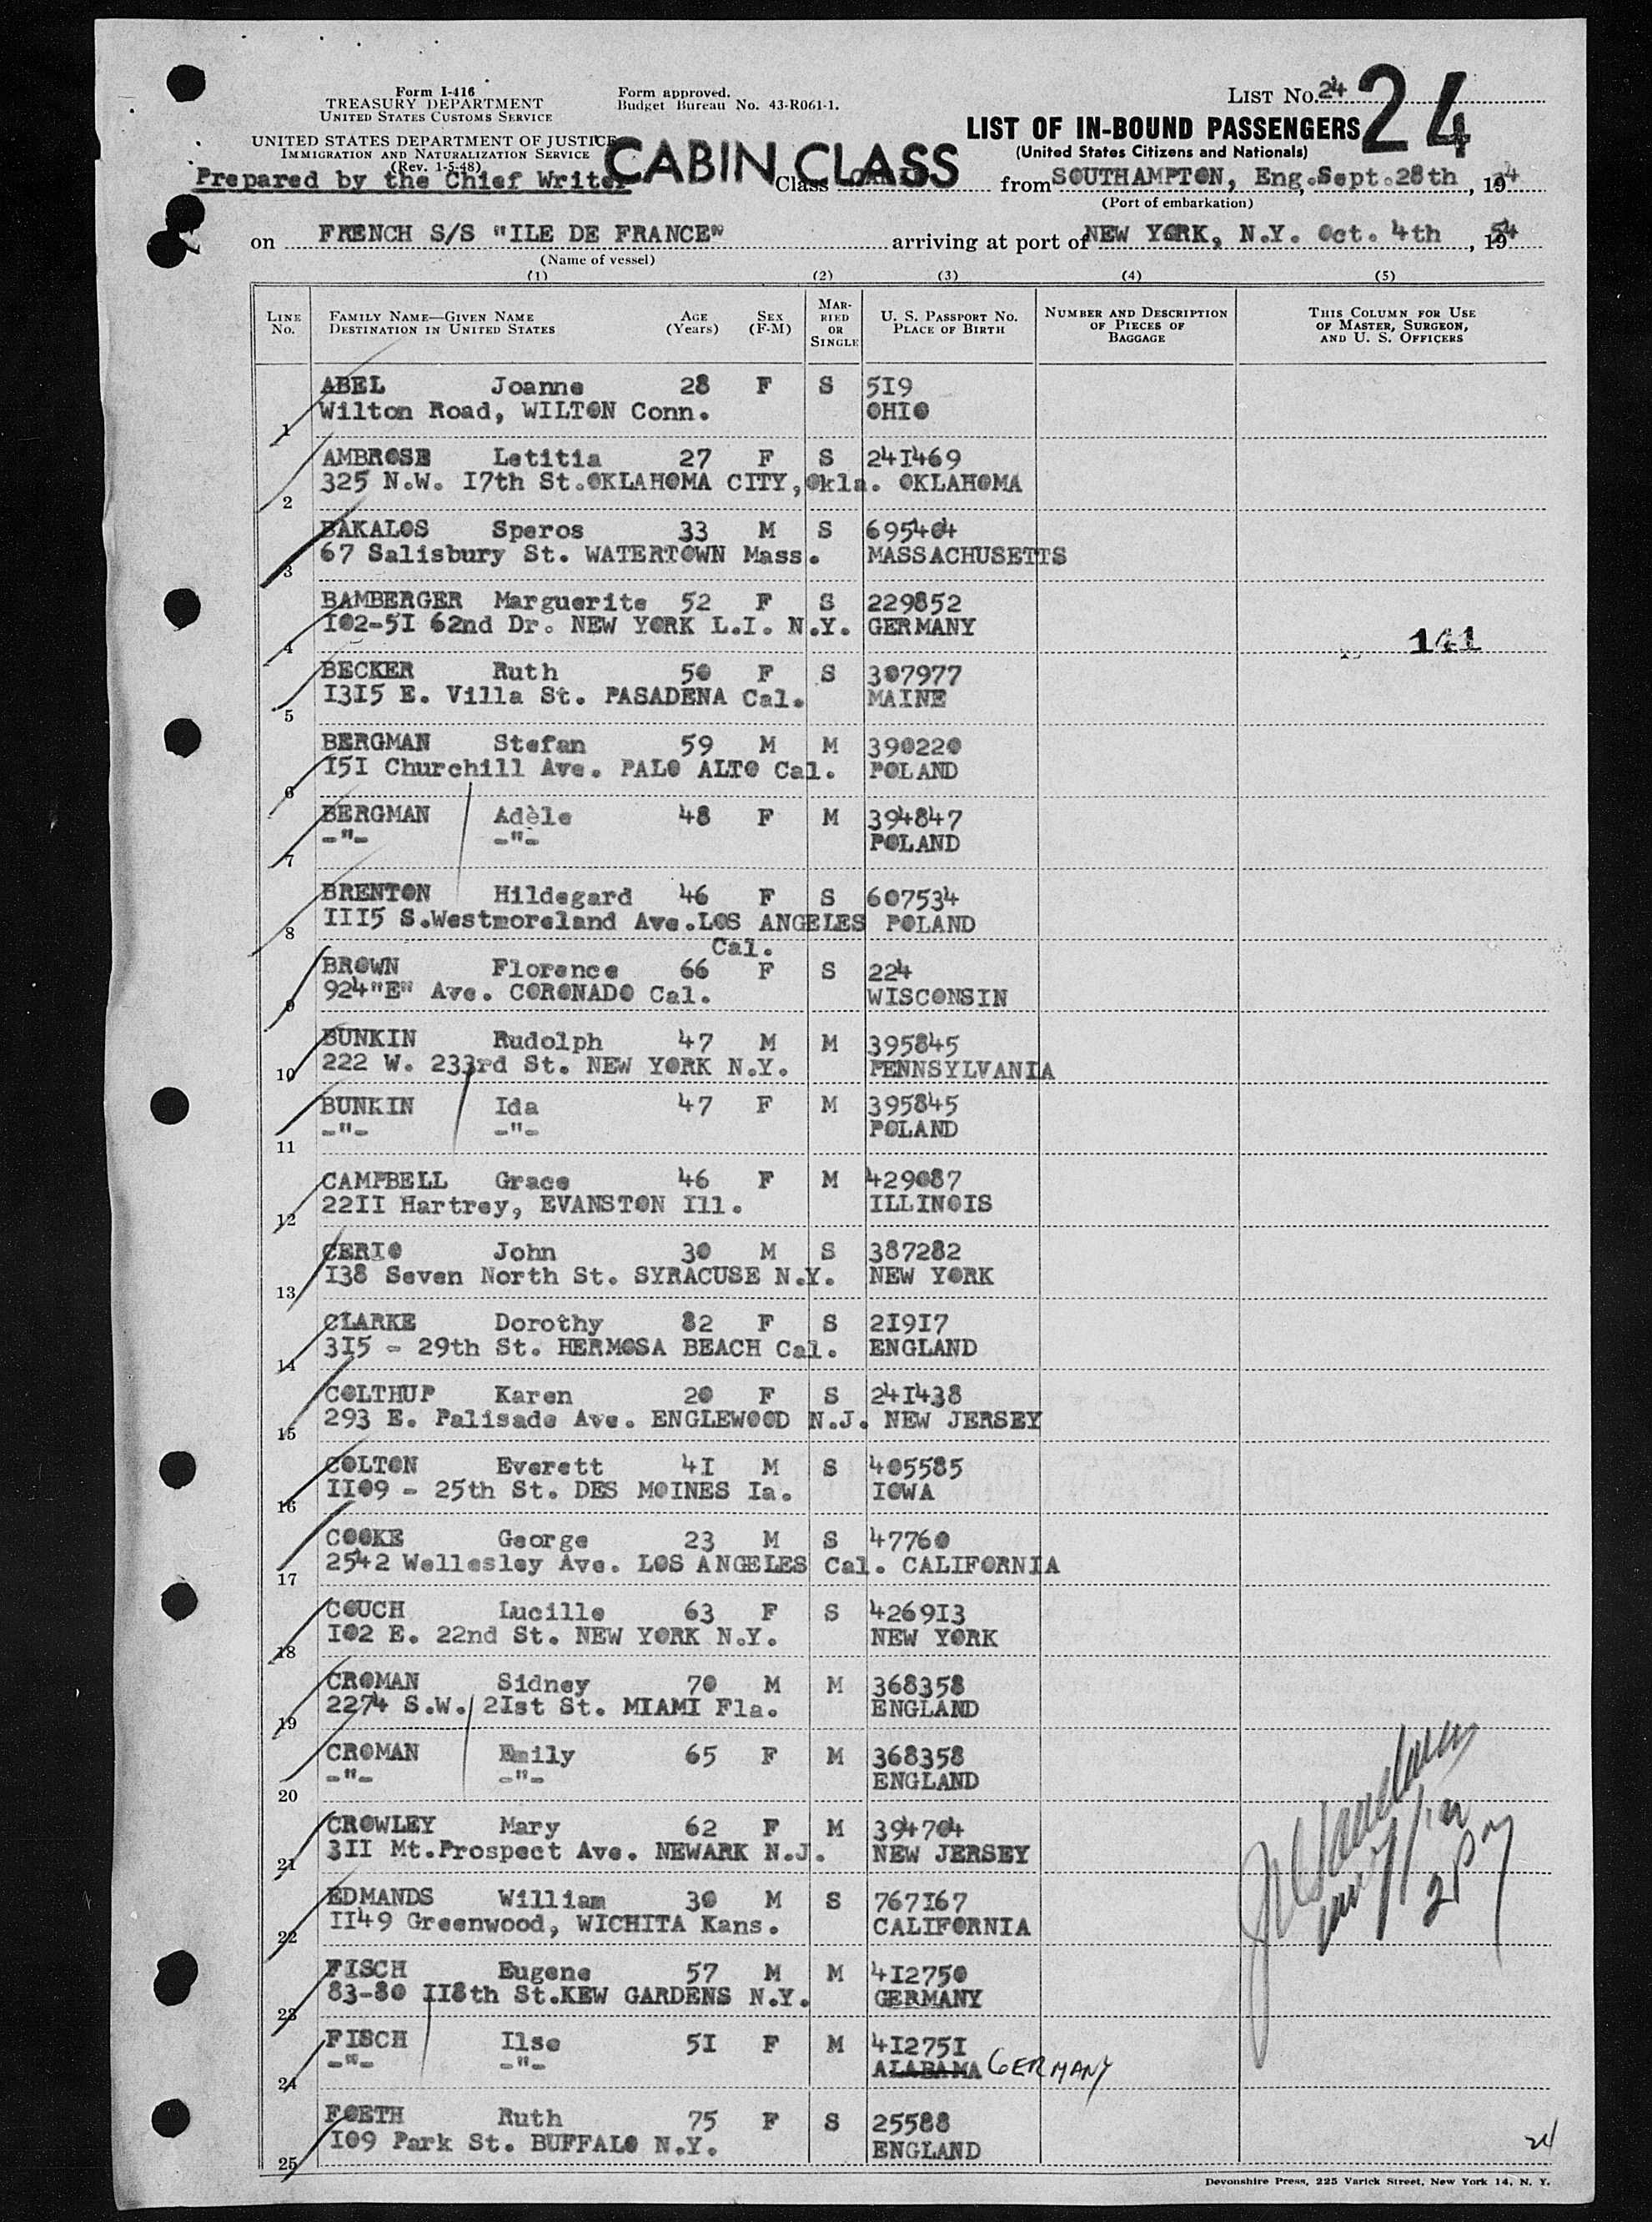 Form I-416
TREASURY DEPARTMENT
UNITED STATES CUSTOMS SERVICE
UNITED STATES DEPARTMENT OF JUSTICE
IMMIGRATION AND NATURALIZATION SERVICE
(Rev. 1-5-48)
Prepared by the Chief Writer
Form approved.
Budget Bureau No. 43-R061-1.
LIST No. 24
24
LIST OF IN-BOUND PASSENGERS
(United States Citizens and Nationals)
CABIN CLASS
Class from SOUTHAMPTON, Eng. Sept. 28th, 19
(Port of embarkation)
on FRENCH S/S "ILE DE FRANCE" arriving at port of NEW YORK, N.Y. Oct. 4th, 1954
(Name of vessel)
(1) (2) (3) (4) (5)
LINE No. FAMILY NAME—GIVEN NAME DESTINATION IN UNITED STATES AGE (Years) SEX (F-M) MARRIED OR SINGLE U. S. PASSPORT NO. PLACE OF BIRTH NUMBER AND DESCRIPTION OF PIECES OF BAGGAGE THIS COLUMN FOR USE OF MASTER, SURGEON, AND U. S. OFFICERS
ABEL Joanne 28 F S 519
1 Wilton Road, WILTON Conn. OHIO
AMBROSE Letitia 27 F S 241469
2 325 N.W. 17th St.OKLAHOMA CITY,Okla. OKLAHOMA
BAKALOS Speros 33 M S 695404
3 67 Salisbury St. WATERTOWN Mass. MASSACHUSETTS
BAMBERGER Marguerite 52 F S 229852
4 102-51 62nd Dr. NEW YORK L.I. N.Y. GERMANY
141
BECKER Ruth 50 F S 307977
5 1315 E. Villa St. PASADENA Cal. MAINE
BERGMAN Stefan 59 M M 390220
6 151 Churchill Ave. PALO ALTO Cal. POLAND
BERGMAN Adèle 48 F M 394847
7 -"- -"- POLAND
BRENTON Hildegard 46 F S 607534
8 1115 S.Westmoreland Ave.LOS ANGELES POLAND
Cal.
BROWN Florence 66 F S 224
9 924"E" Ave. CORONADO Cal. WISCONSIN
BUNKIN Rudolph 47 M M 395845
10 222 W. 233rd St. NEW YORK N.Y. PENNSYLVANIA
BUNKIN Ida 47 F M 395845
11 -"- -"- POLAND
CAMPBELL Grace 46 F M 429087
12 2211 Hartrey, EVANSTON Ill. ILLINOIS
CERIO John 30 M S 387282
13 138 Seven North St. SYRACUSE N.Y. NEW YORK
CLARKE Dorothy 82 F S 21917
14 315 - 29th St. HERMOSA BEACH Cal. ENGLAND
COLTHUP Karen 20 F S 241438
15 293 E. Palisade Ave. ENGLEWOOD N.J. NEW JERSEY
COLTON Everett 41 M S 405585
16 1109 - 25th St. DES MOINES Ia. IOWA
COOKE George 23 M S 47760
17 2542 Wellesley Ave. LOS ANGELES Cal. CALIFORNIA
COUCH Lucille 63 F S 426913
18 102 E. 22nd St. NEW YORK N.Y. NEW YORK
CROMAN Sidney 70 M M 368358
19 2274 S.W. 21st St. MIAMI Fla. ENGLAND
CROMAN Emily 65 F M 368358
20 -"- -"- ENGLAND
CROWLEY Mary 62 F M 394704
21 311 Mt.Prospect Ave. NEWARK N.J. NEW JERSEY
EDMANDS William 30 M S 767167
22 1149 Greenwood, WICHITA Kans. CALIFORNIA
FISCH Eugene 57 M M 412750
23 83-80 118th St.KEW GARDENS N.Y. GERMANY
FISCH Ilse 51 F M 412751
24 -"- -"- ALABAMA GERMANY
FOETH Ruth 75 F S 25588
25 109 Park St. BUFFALO N.Y. ENGLAND
24
Devonshire Press, 225 Varick Street, New York 14, N. Y.